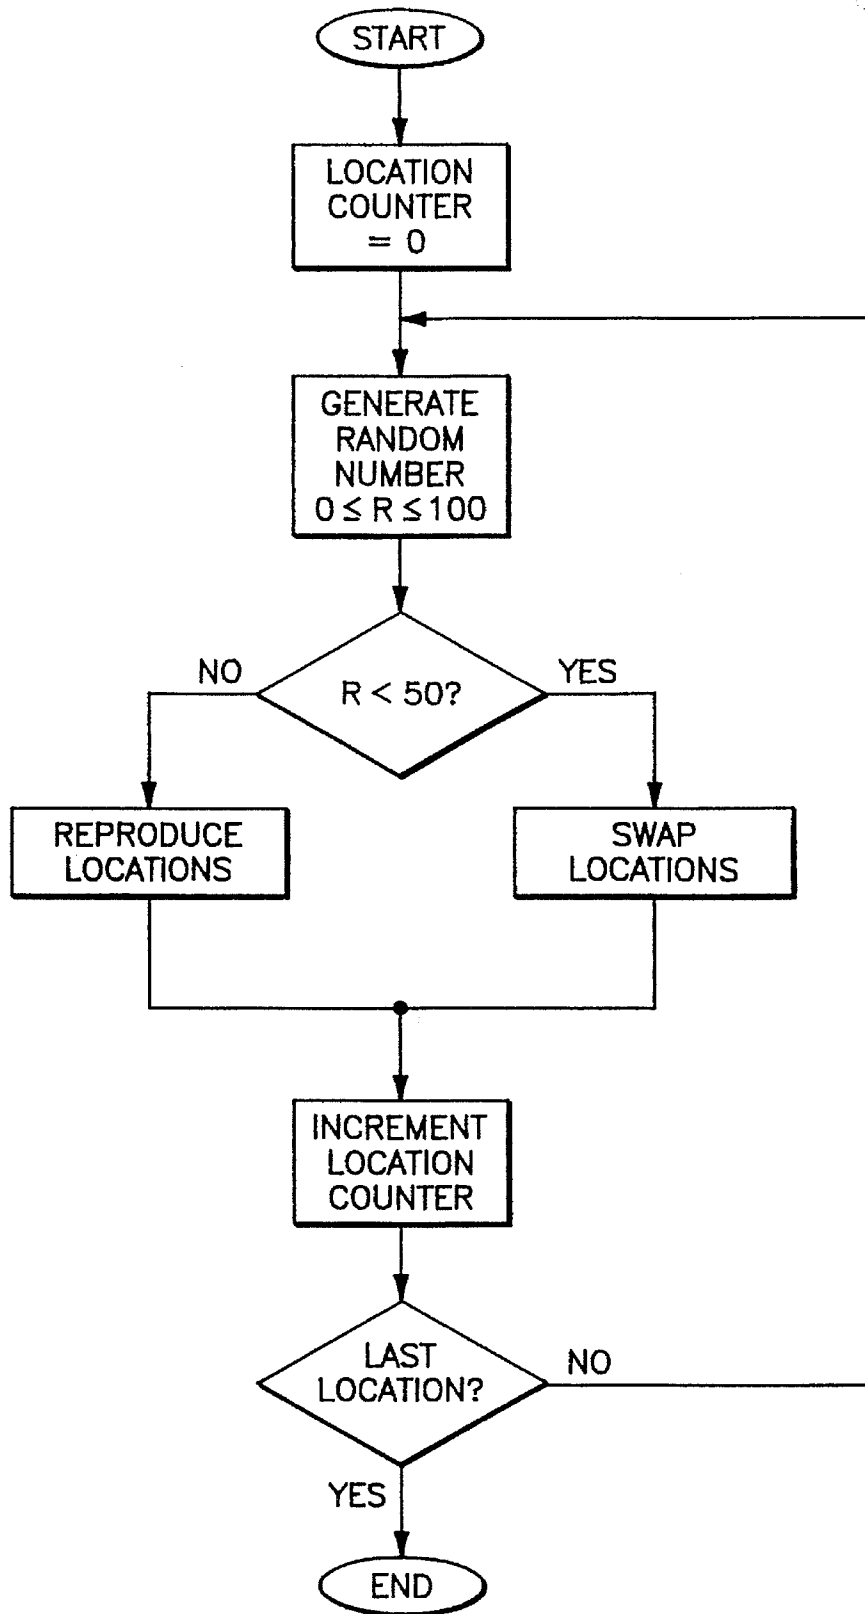 START
LOCATION
COUNTER
= 0
GENERATE
RANDOM
NUMBER
0 ≤ R ≤ 100
NO
R < 50?
YES
REPRODUCE
LOCATIONS
SWAP
LOCATIONS
INCREMENT
LOCATION
COUNTER
LAST
LOCATION?
NO
YES
END